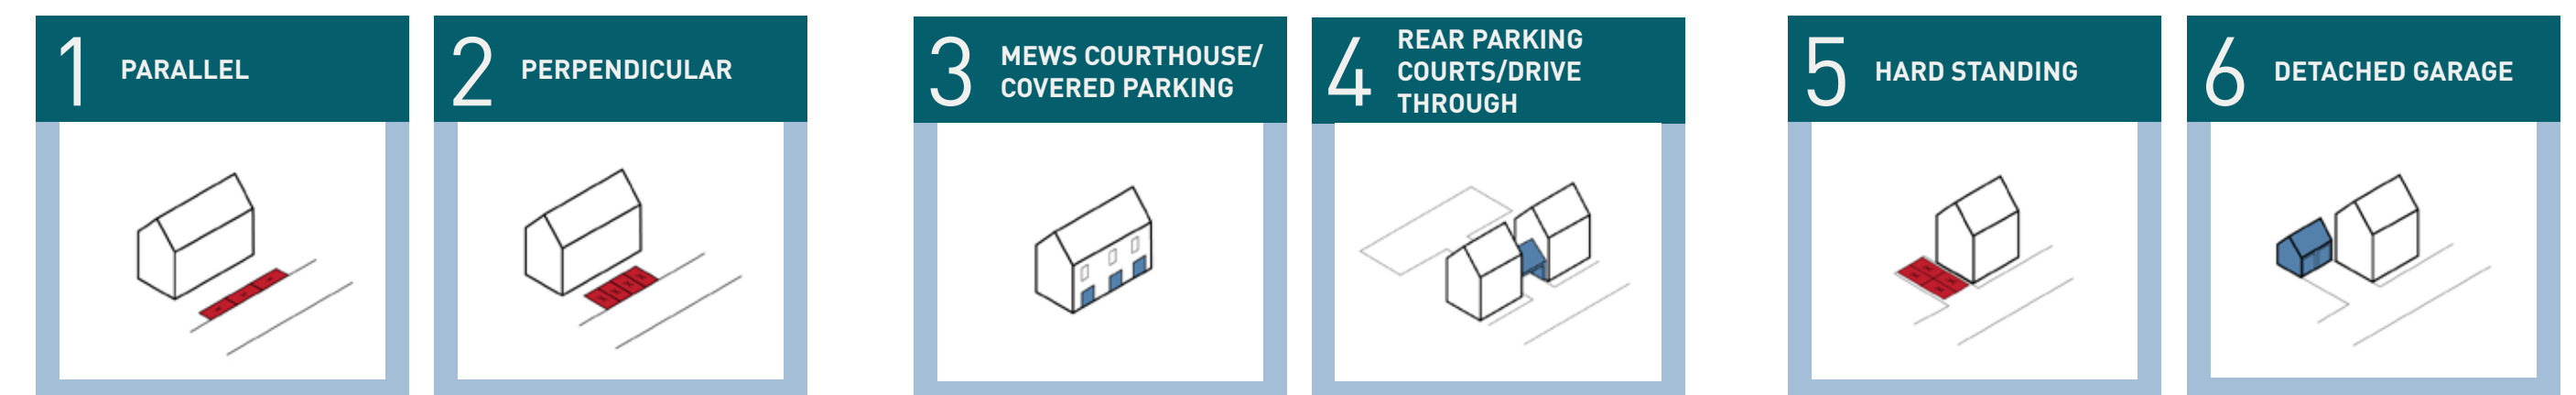 1 PARALLEL
2 PERPENDICULAR
3 MEWS COURTHOUSE/
COVERED PARKING
4 REAR PARKING
COURTS/DRIVE
THROUGH
5 HARD STANDING
6 DETACHED GARAGE